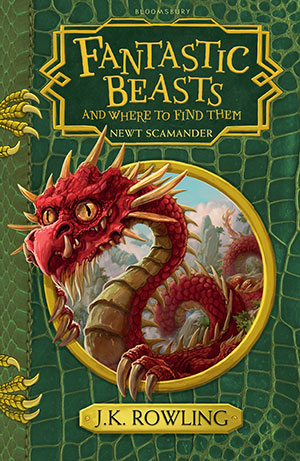 BLOOMSBURY
FANTASTIC
BEASTS
AND WHERE TO FIND THEM
NEWT SCAMANDER
J.K. ROWLING